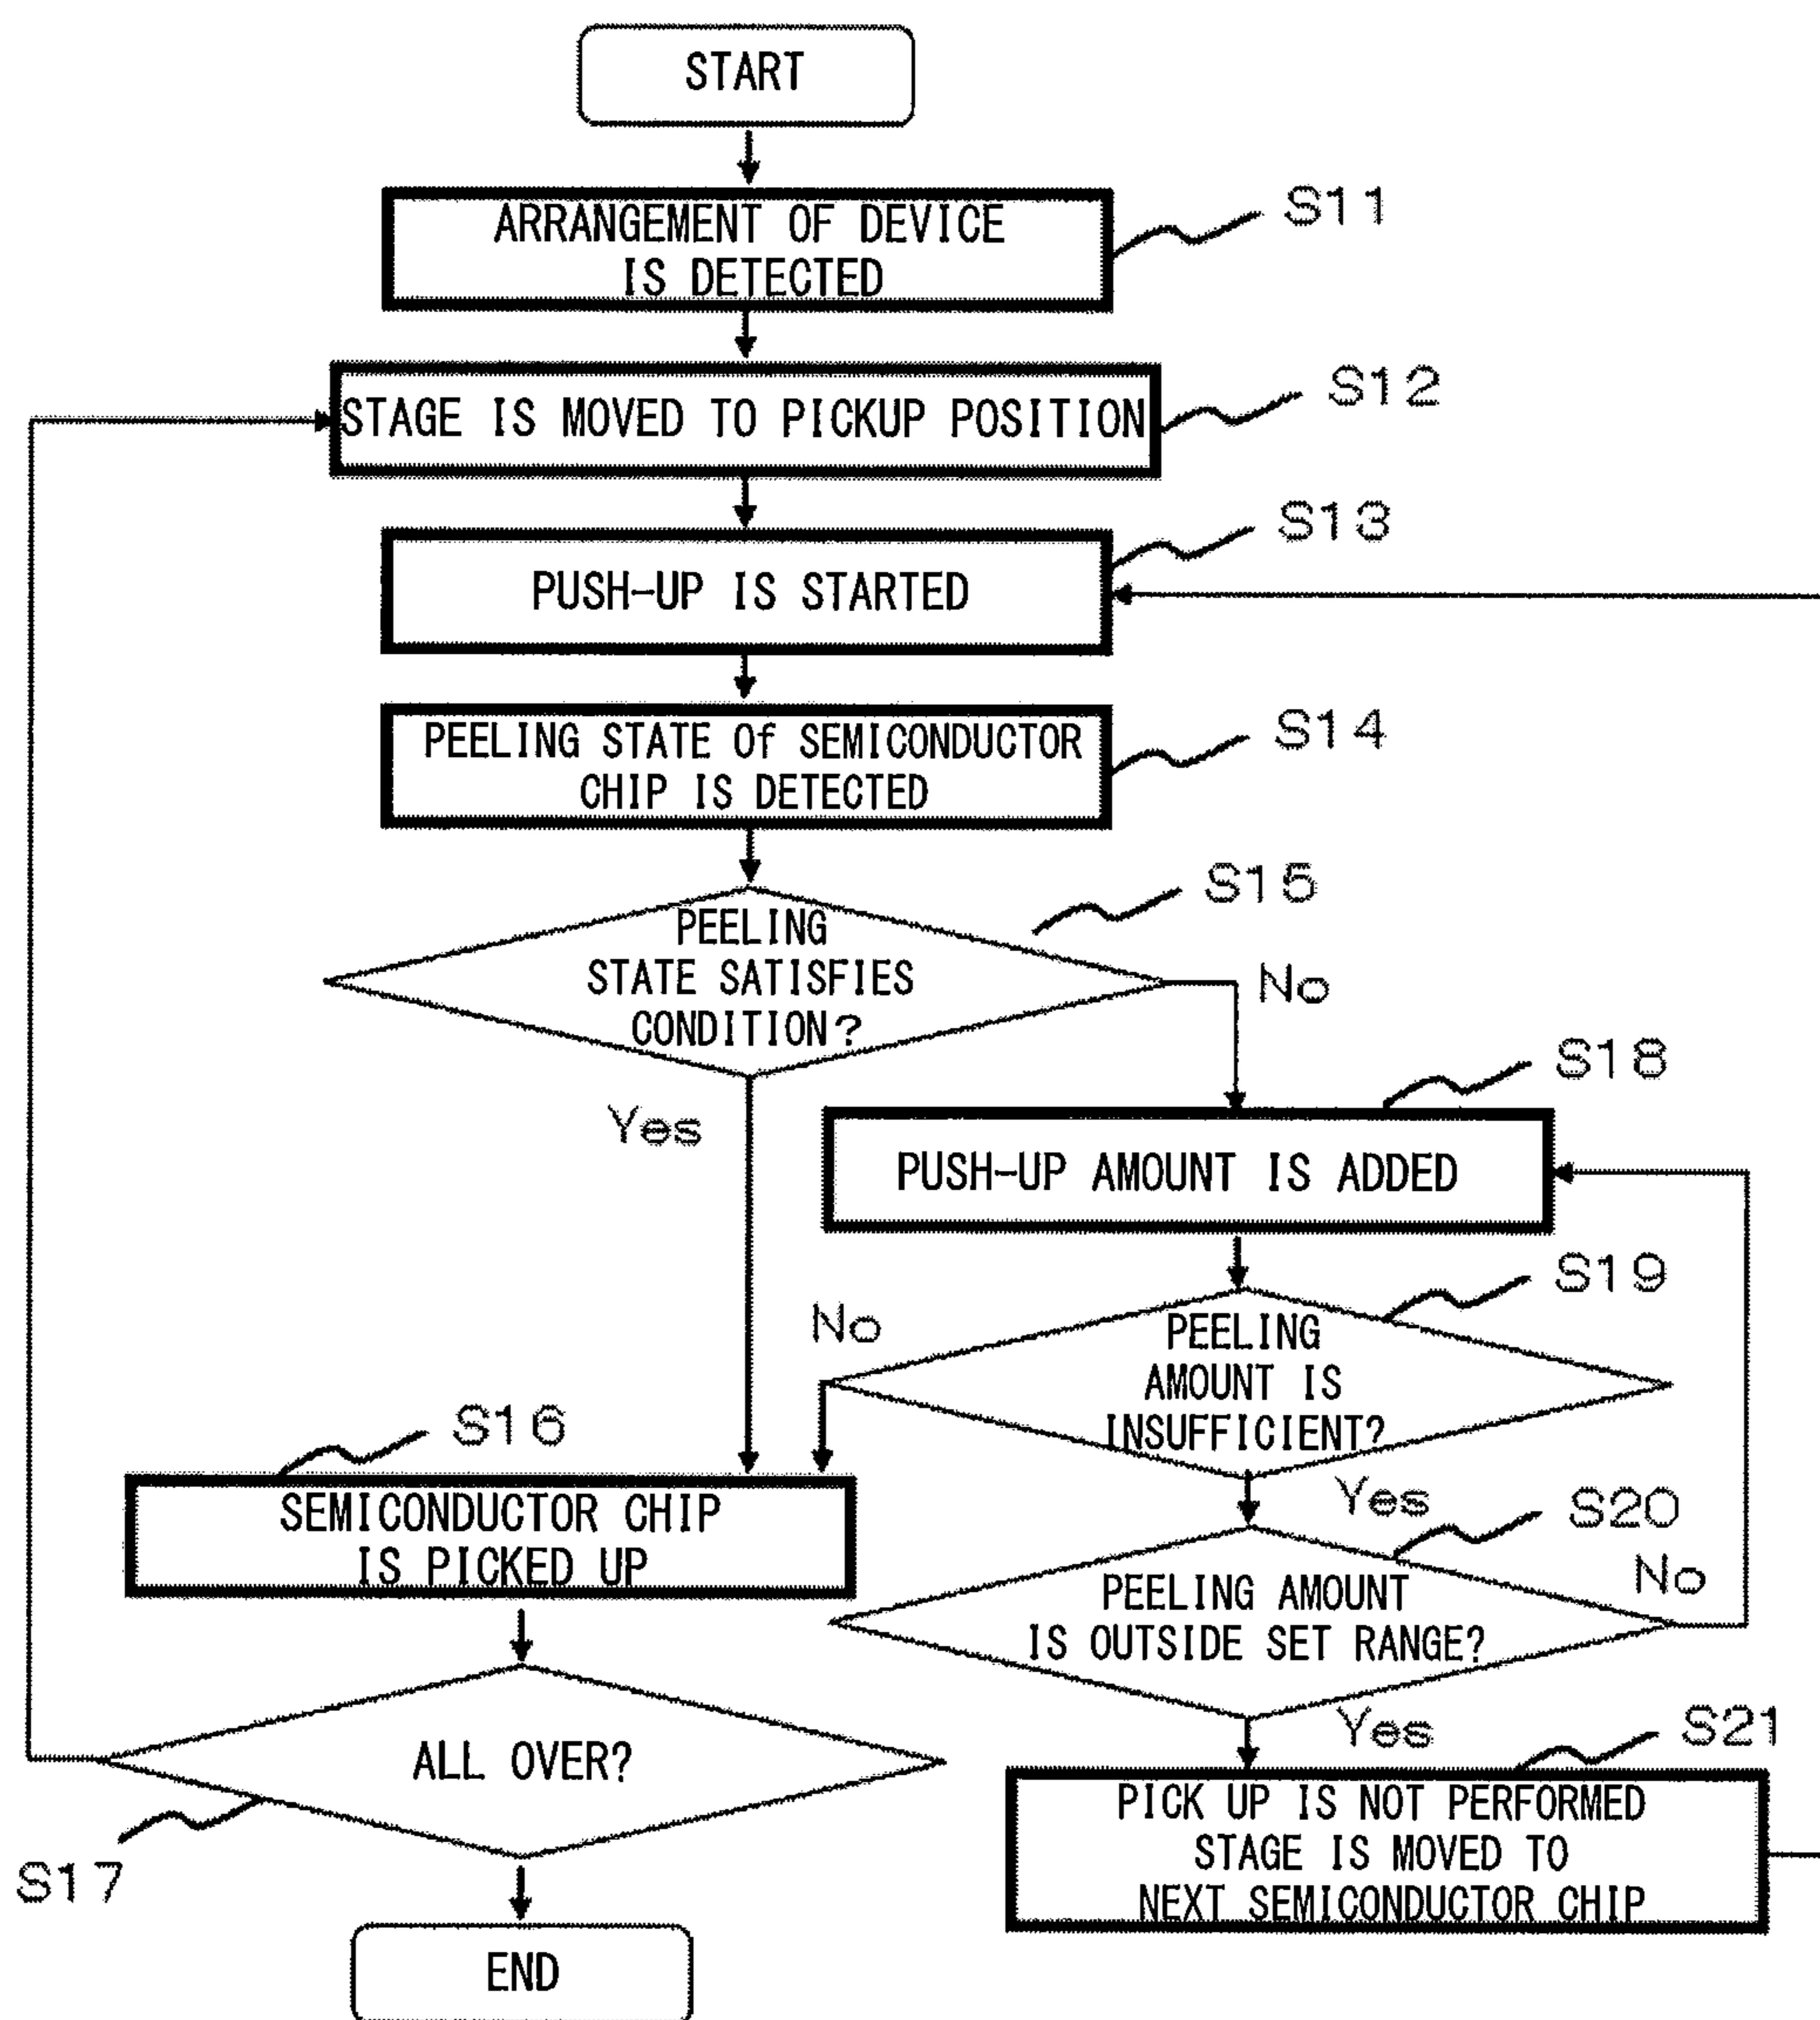 START
ARRANGEMENT OF DEVICE
IS DETECTED
S11
STAGE IS MOVED TO PICKUP POSITION
S12
PUSH-UP IS STARTED
S13
PEELING STATE Of SEMICONDUCTOR
CHIP IS DETECTED
S14
PEELING
STATE SATISFIES
CONDITION?
S15
No
Yes
S18
PUSH-UP AMOUNT IS ADDED
S19
PEELING
AMOUNT IS
INSUFFICIENT?
No
Yes
S16
SEMICONDUCTOR CHIP
IS PICKED UP
S20
PEELING AMOUNT
IS OUTSIDE SET RANGE?
No
Yes
ALL OVER?
S17
S21
PICK UP IS NOT PERFORMED
STAGE IS MOVED TO
NEXT SEMICONDUCTOR CHIP
END